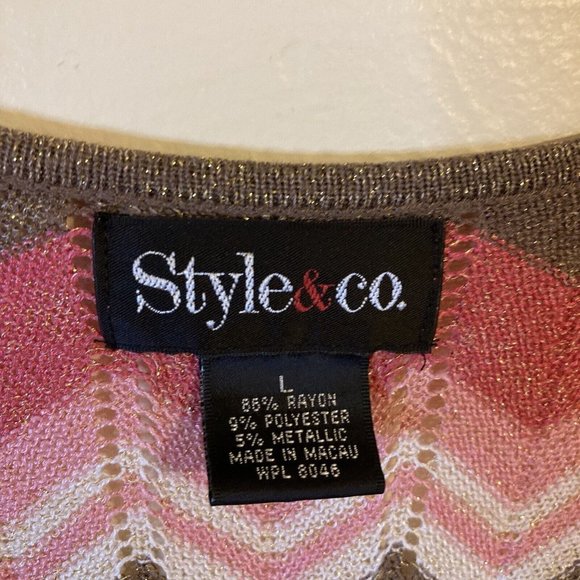 Style&co.
L
86% RAYON
9% POLYESTER
5% METALLIC
MADE IN MACAU
WPL 8046